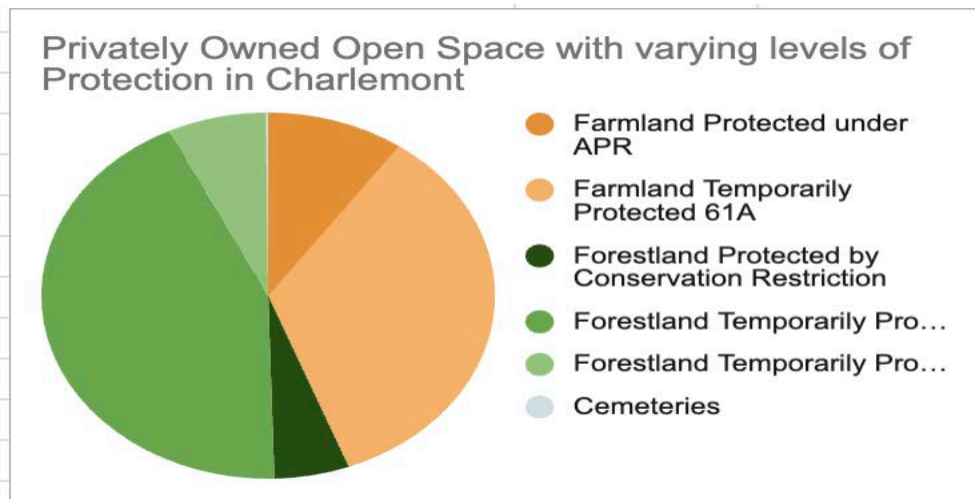 Privately Owned Open Space with varying levels of
Protection in Charlemont
Farmland Protected under
APR
Farmland Temporarily
Protected 61A
Forestland Protected by
Conservation Restriction
Forestland Temporarily Pro...
Forestland Temporarily Pro...
Cemeteries